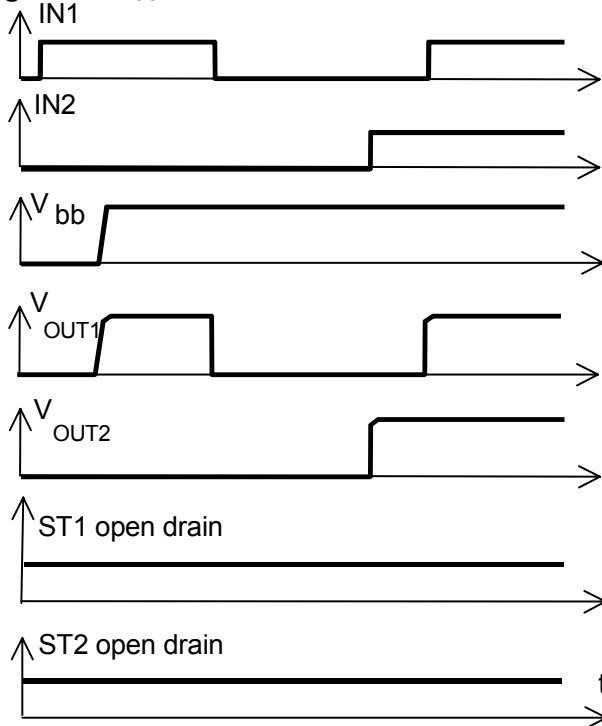 IN1
IN2
V bb
V OUT1
V OUT2
ST1 open drain
ST2 open drain
t